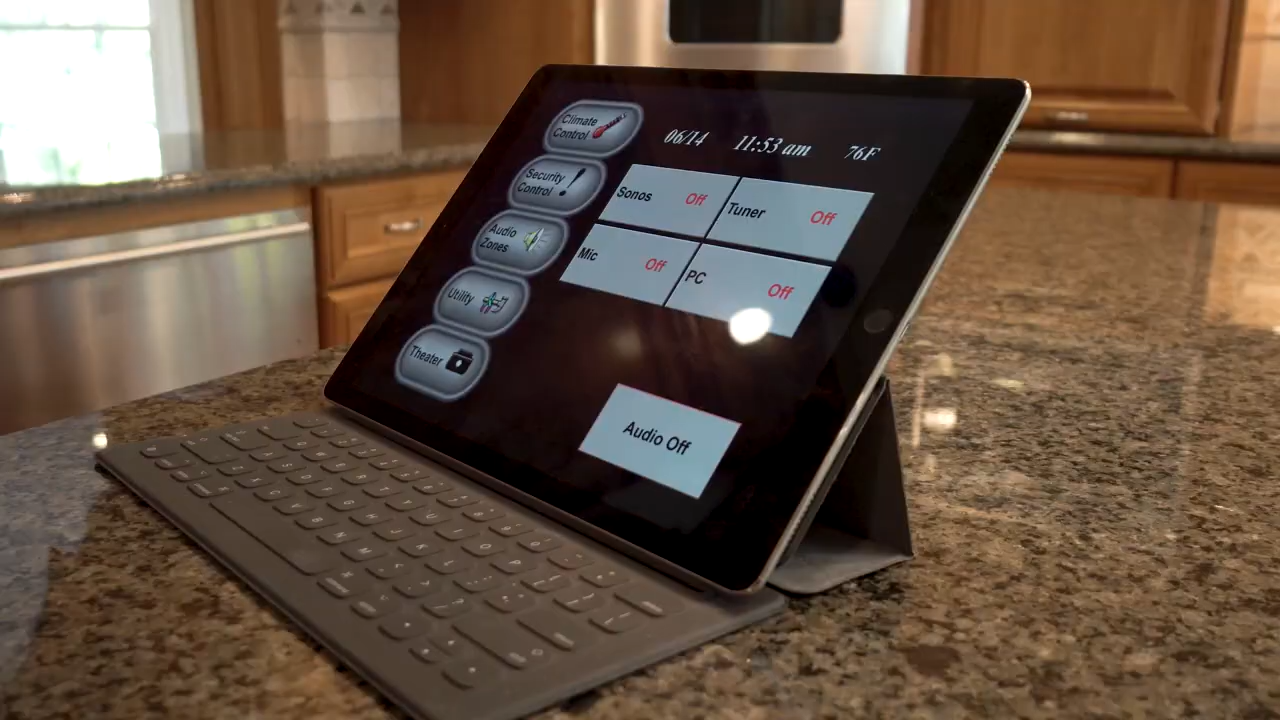 Climate
Control
06/14 11:53 am 76F
Security
Control
Sonos Off Tuner Off
Audio
Zones
Mic Off PC Off
Utility
Theater
Audio Off